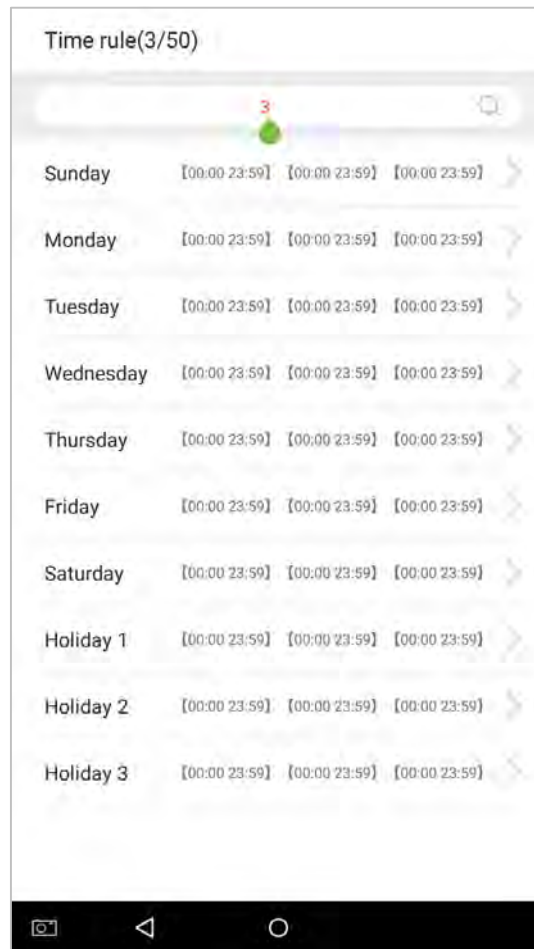 Time rule(3/50)
3
Sunday 【00:00 23:59】 【00:00 23:59】 【00:00 23:59】
Monday 【00:00 23:59】 【00:00 23:59】 【00:00 23:59】
Tuesday 【00:00 23:59】 【00:00 23:59】 【00:00 23:59】
Wednesday 【00:00 23:59】 【00:00 23:59】 【00:00 23:59】
Thursday 【00:00 23:59】 【00:00 23:59】 【00:00 23:59】
Friday 【00:00 23:59】 【00:00 23:59】 【00:00 23:59】
Saturday 【00:00 23:59】 【00:00 23:59】 【00:00 23:59】
Holiday 1 【00:00 23:59】 【00:00 23:59】 【00:00 23:59】
Holiday 2 【00:00 23:59】 【00:00 23:59】 【00:00 23:59】
Holiday 3 【00:00 23:59】 【00:00 23:59】 【00:00 23:59】